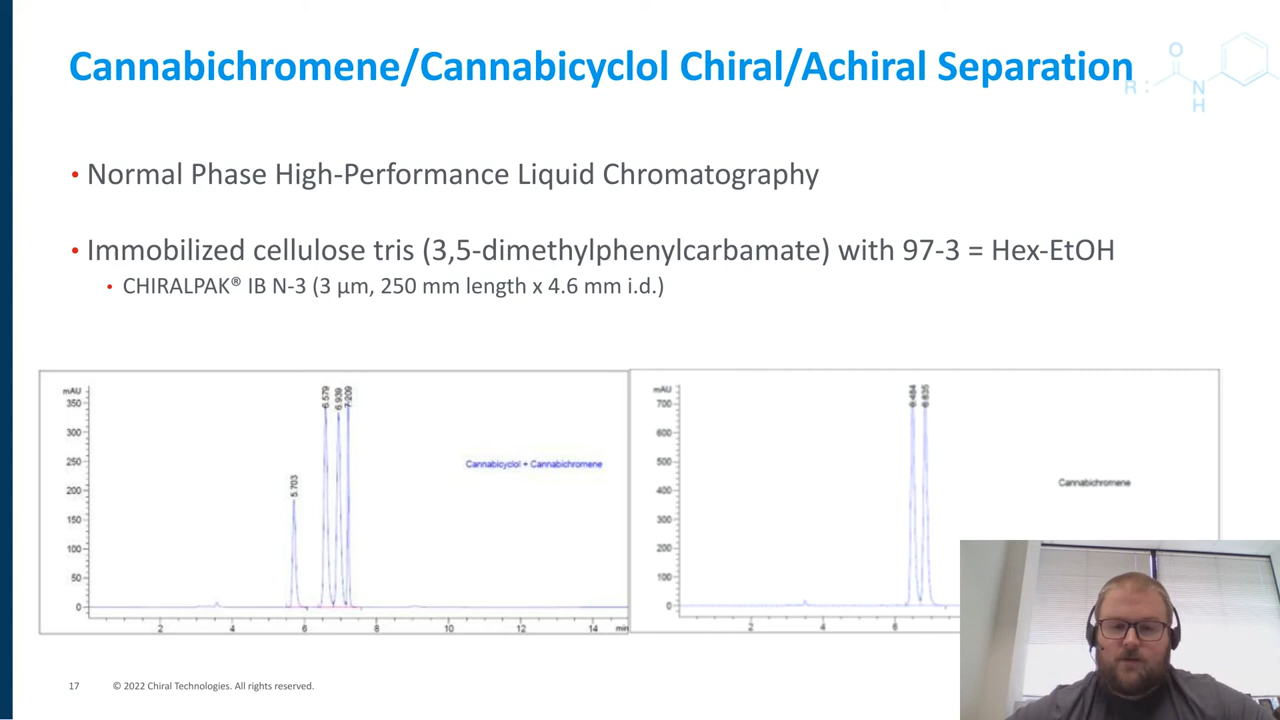 Cannabichromene/Cannabicyclol Chiral/Achiral Separation
O
R :
N
H
• Normal Phase High-Performance Liquid Chromatography
• Immobilized cellulose tris (3,5-dimethylphenylcarbamate) with 97-3 = Hex-EtOH
• CHIRALPAK® IB N-3 (3 µm, 250 mm length x 4.6 mm i.d.)
mAU
350
300
250
200
150
100
50
0
2
4
6
8
10
12
14
min
5.703
6.579
6.939
7.209
Cannabicyclol + Cannabichromene
mAU
700
600
500
400
300
200
100
0
2
4
6
6.484
6.835
Cannabichromene
17
© 2022 Chiral Technologies. All rights reserved.